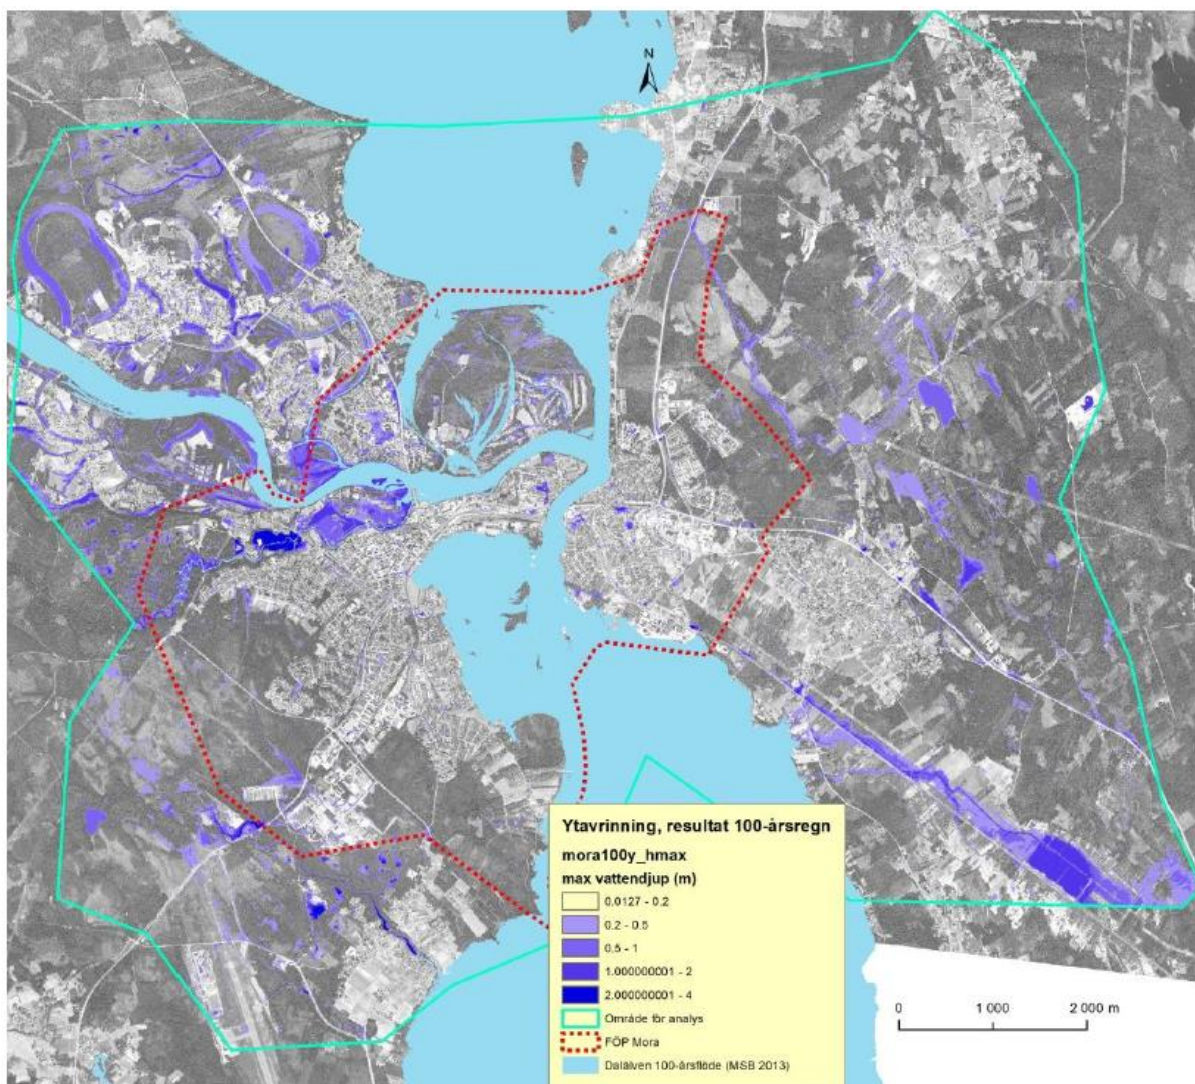 N
Ytavrinning, resultat 100-årsregn
mora100y_hmax
max vattendjup (m)
0,0127 - 0.2
0.2 - 0.5
0.5 - 1
1.000000001 - 2
2.000000001 - 4
Område för analys
FÖP Mora
Dalälven 100-årsflöde (MSB 2013)
0 1 000 2 000 m